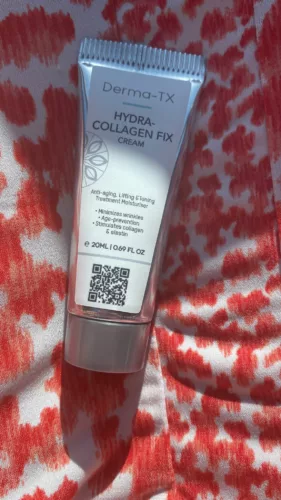 Derma-TX
HYDRA-
COLLAGEN FIX
CREAM
Anti-aging, Lifting & toning
Treatment Moisturiser
• Minimizes wrinkles
• Age-prevention
• Stimulates collagen
& elastin
e 20ML | 0.69 FL OZ